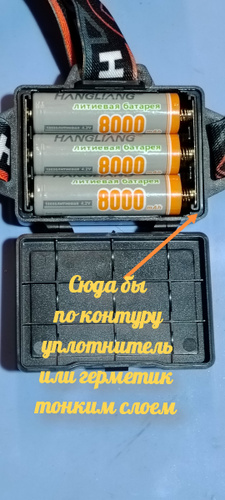 HANGLIANG
литиевая батарея
8000
HANGLIANG
литиевая батарея
8000
литиевая батарея
8000
Сюда бы
по контуру
уплотнитель
или герметик
тонким слоем